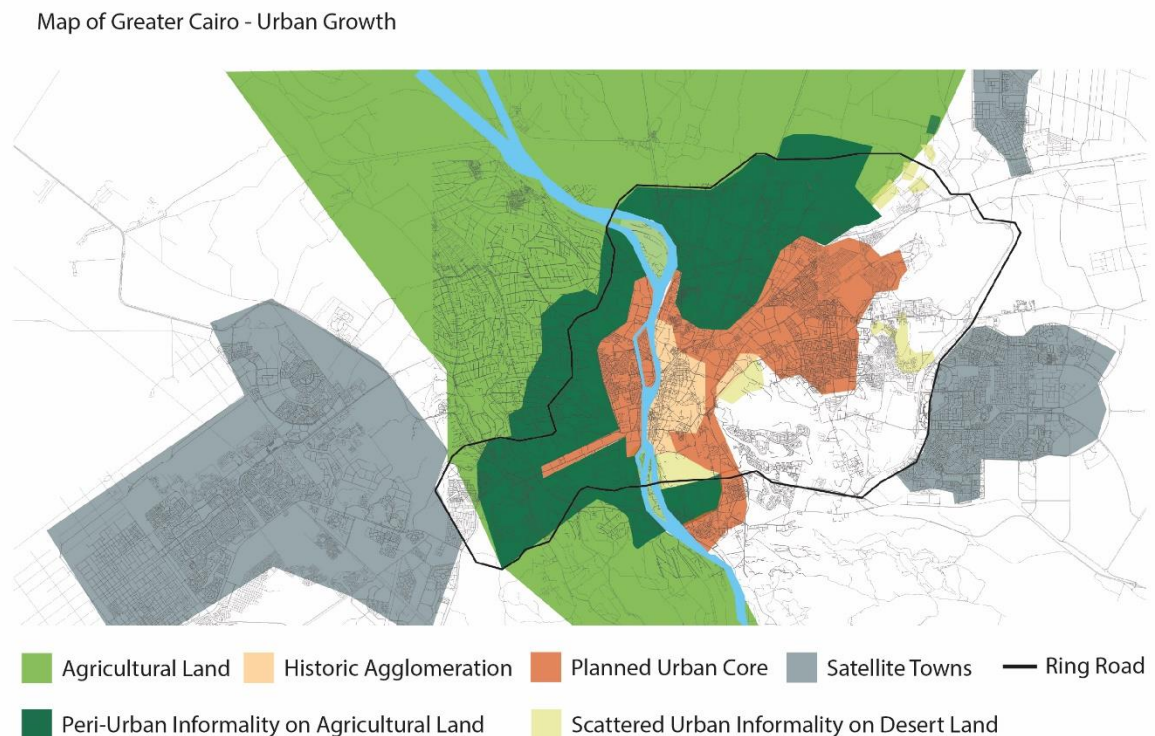 Map of Greater Cairo - Urban Growth
Agricultural Land
Historic Agglomeration
Planned Urban Core
Satellite Towns
Ring Road
Peri-Urban Informality on Agricultural Land
Scattered Urban Informality on Desert Land